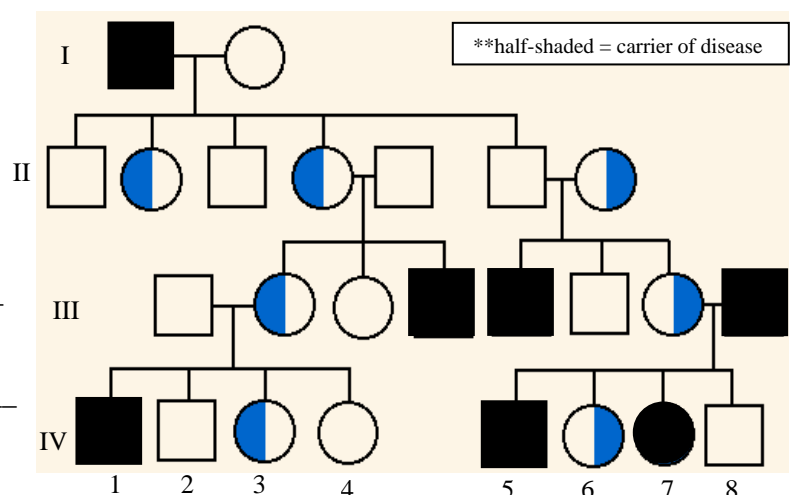 I
**half-shaded = carrier of disease
II
III
IV
1 2 3 4 5 6 7 8